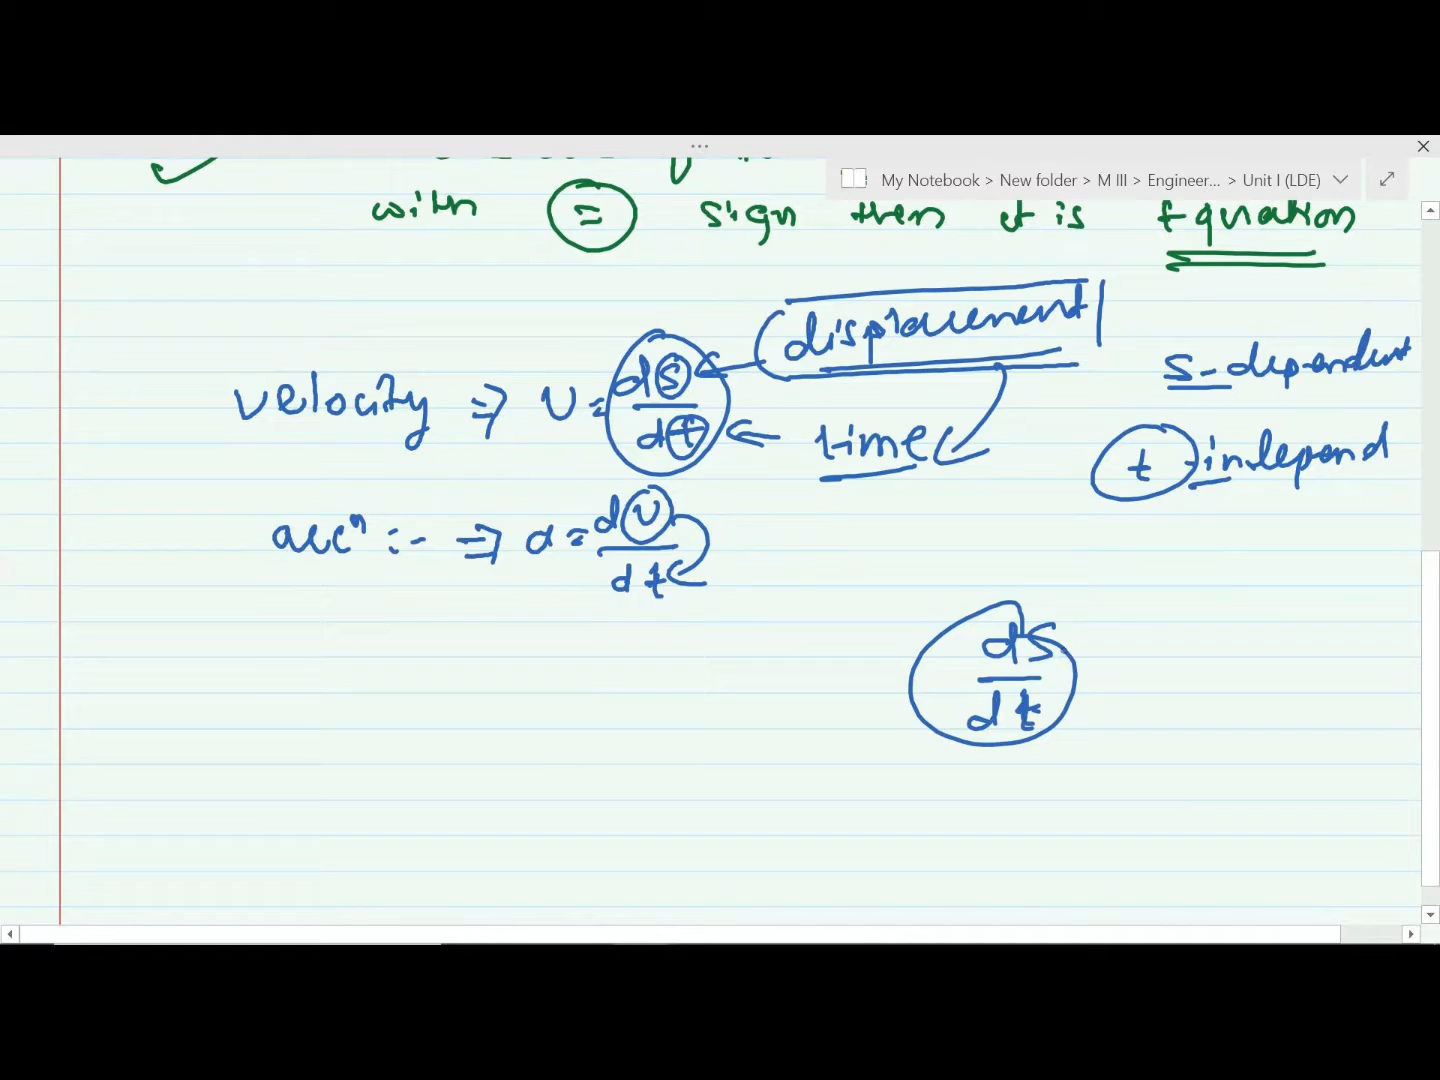 My Notebook > New folder > M III > Engineer... > Unit I (LDE)
with = sign then it is Equation
displacement
s - dependent
velocity ⇒ v = ds/dt ← time
t - independ
accⁿ :- ⇒ a = dv/dt
ds/dt